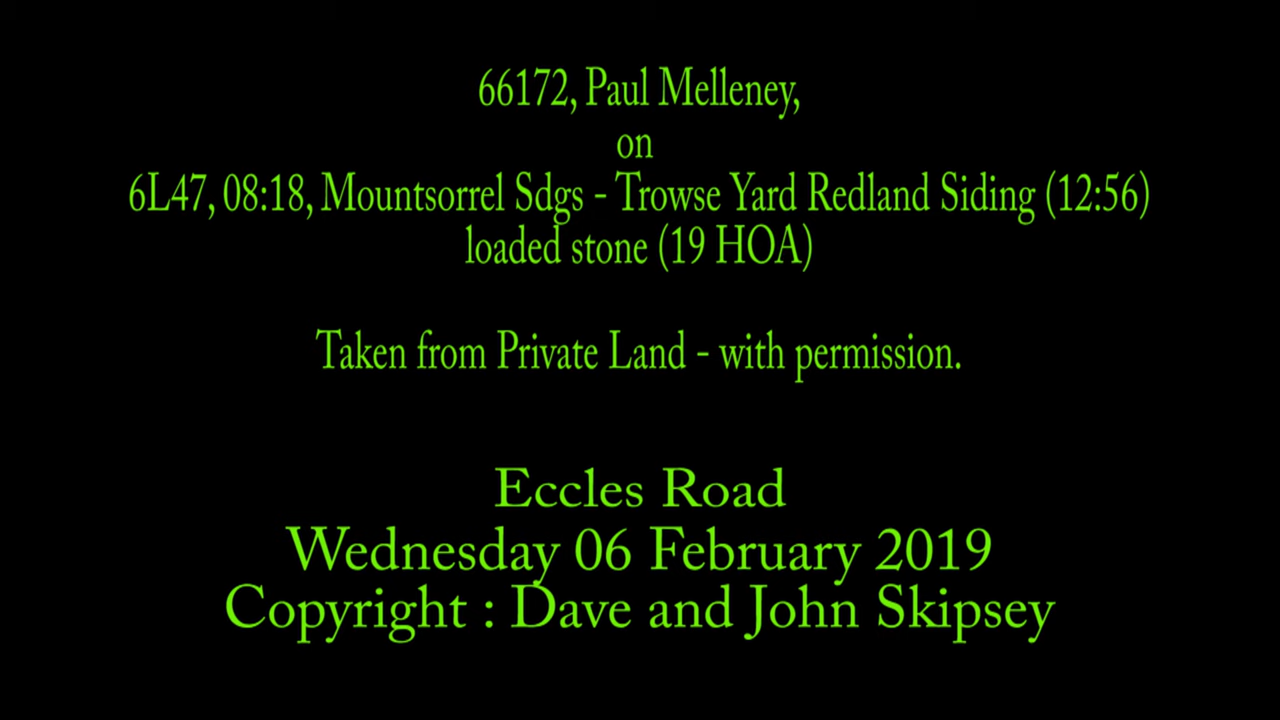 66172, Paul Melleney,
on
6L47, 08:18, Mountsorrel Sdgs - Trowse Yard Redland Siding (12:56)
loaded stone (19 HOA)
Taken from Private Land - with permission.
Eccles Road
Wednesday 06 February 2019
Copyright : Dave and John Skipsey